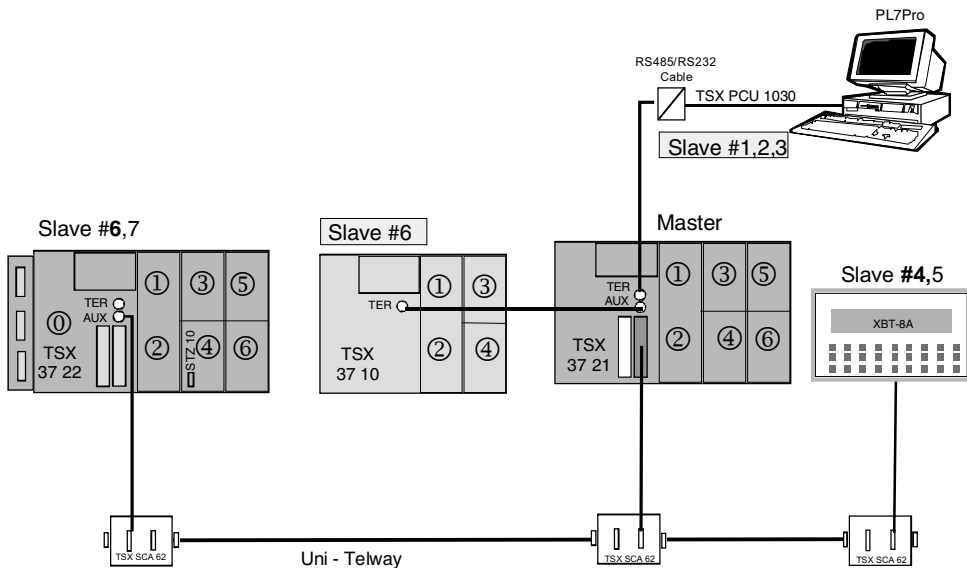 PL7Pro
RS485/RS232
Cable
TSX PCU 1030
Slave #1,2,3
Slave #6,7
Slave #6
Master
Slave #4,5
TER
AUX
⓪
TSX
37 22
①
③
⑤
②
STZ 10
④
⑥
TER
TSX
37 10
①
③
②
④
TER
AUX
TSX
37 21
①
③
⑤
②
④
⑥
XBT-8A
TSX SCA 62
Uni - Telway
TSX SCA 62
TSX SCA 62